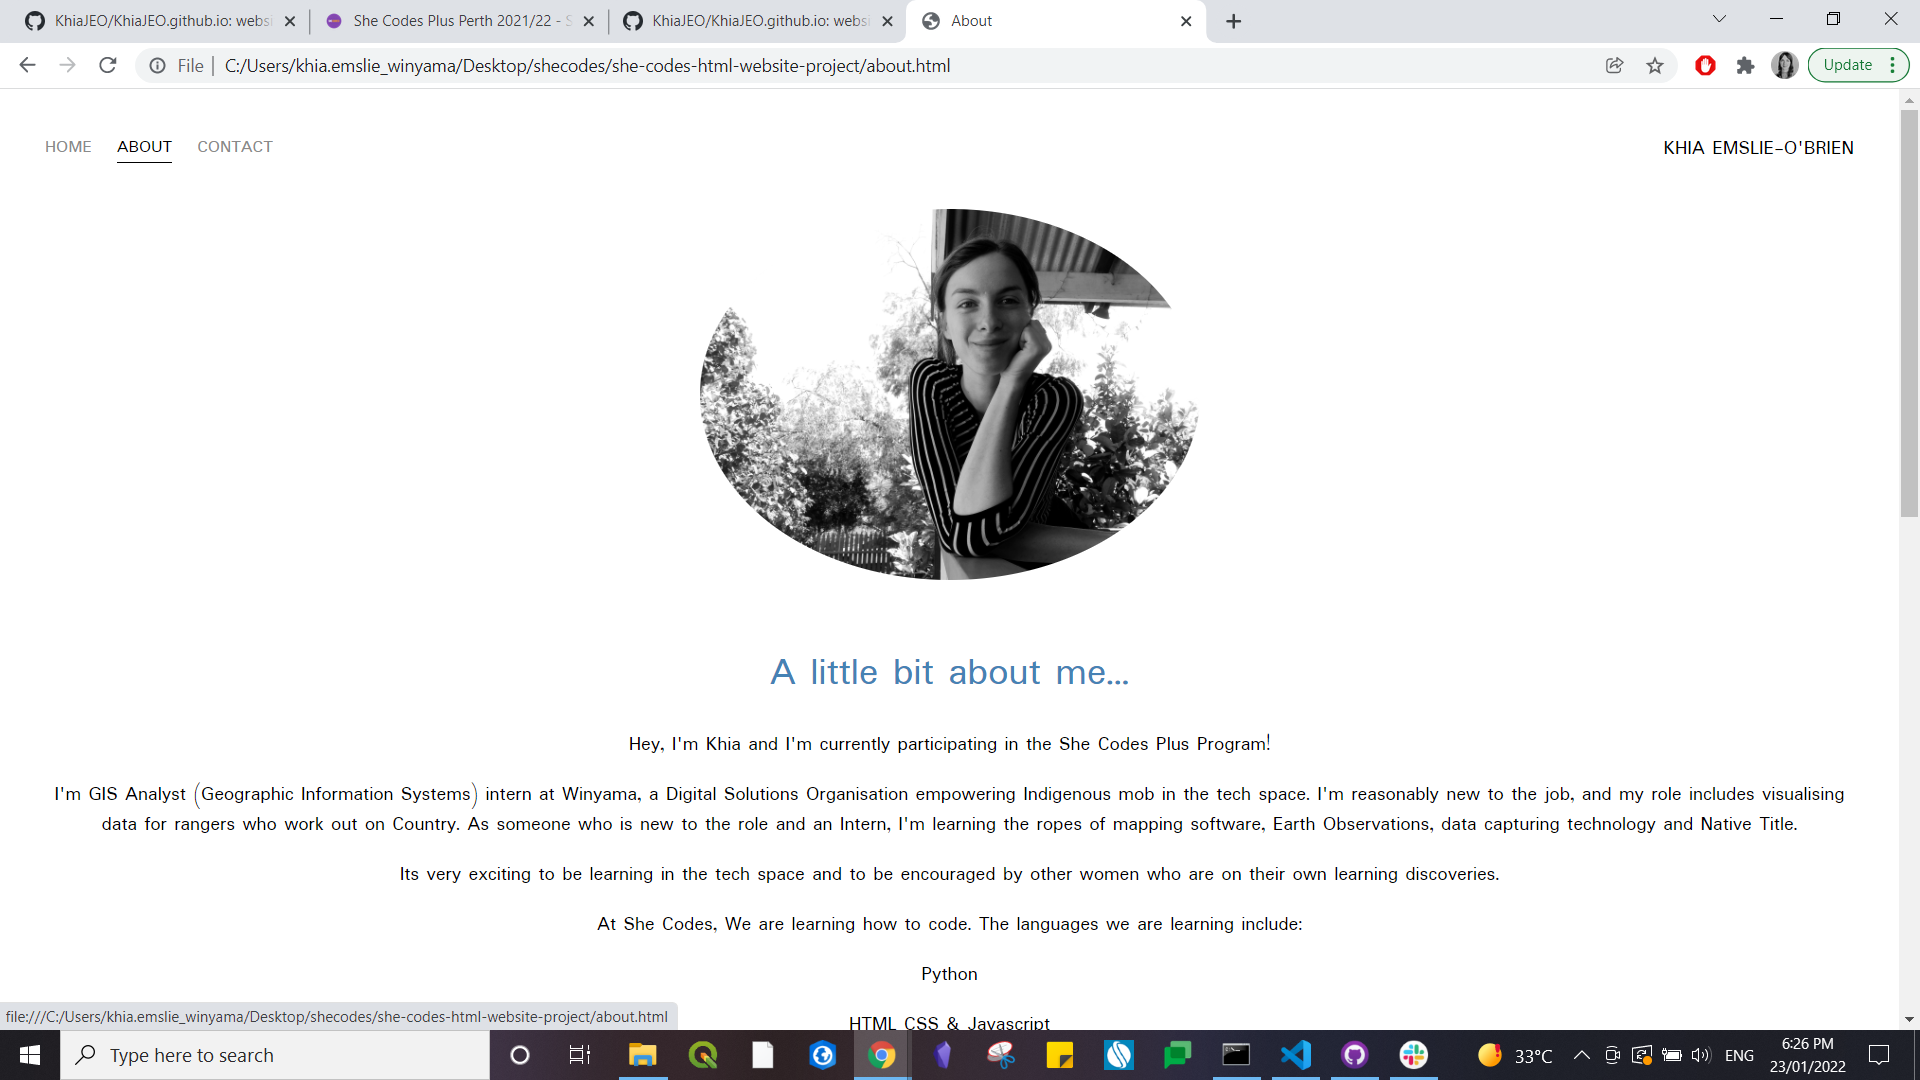 KhiaJEO/KhiaJEO.github.io: websi
She Codes Plus Perth 2021/22 - S
KhiaJEO/KhiaJEO.github.io: websi
About
File
C:/Users/khia.emslie_winyama/Desktop/shecodes/she-codes-html-website-project/about.html
Update
HOME ABOUT CONTACT
KHIA EMSLIE-O'BRIEN
A little bit about me...
Hey, I'm Khia and I'm currently participating in the She Codes Plus Program!
I'm GIS Analyst (Geographic Information Systems) intern at Winyama, a Digital Solutions Organisation empowering Indigenous mob in the tech space. I'm reasonably new to the job, and my role includes visualising
data for rangers who work out on Country. As someone who is new to the role and an Intern, I'm learning the ropes of mapping software, Earth Observations, data capturing technology and Native Title.
Its very exciting to be learning in the tech space and to be encouraged by other women who are on their own learning discoveries.
At She Codes, We are learning how to code. The languages we are learning include:
Python
HTML CSS & Javascript
file:///C:/Users/khia.emslie_winyama/Desktop/shecodes/she-codes-html-website-project/about.html
Type here to search
33°C
ENG
6:26 PM
23/01/2022